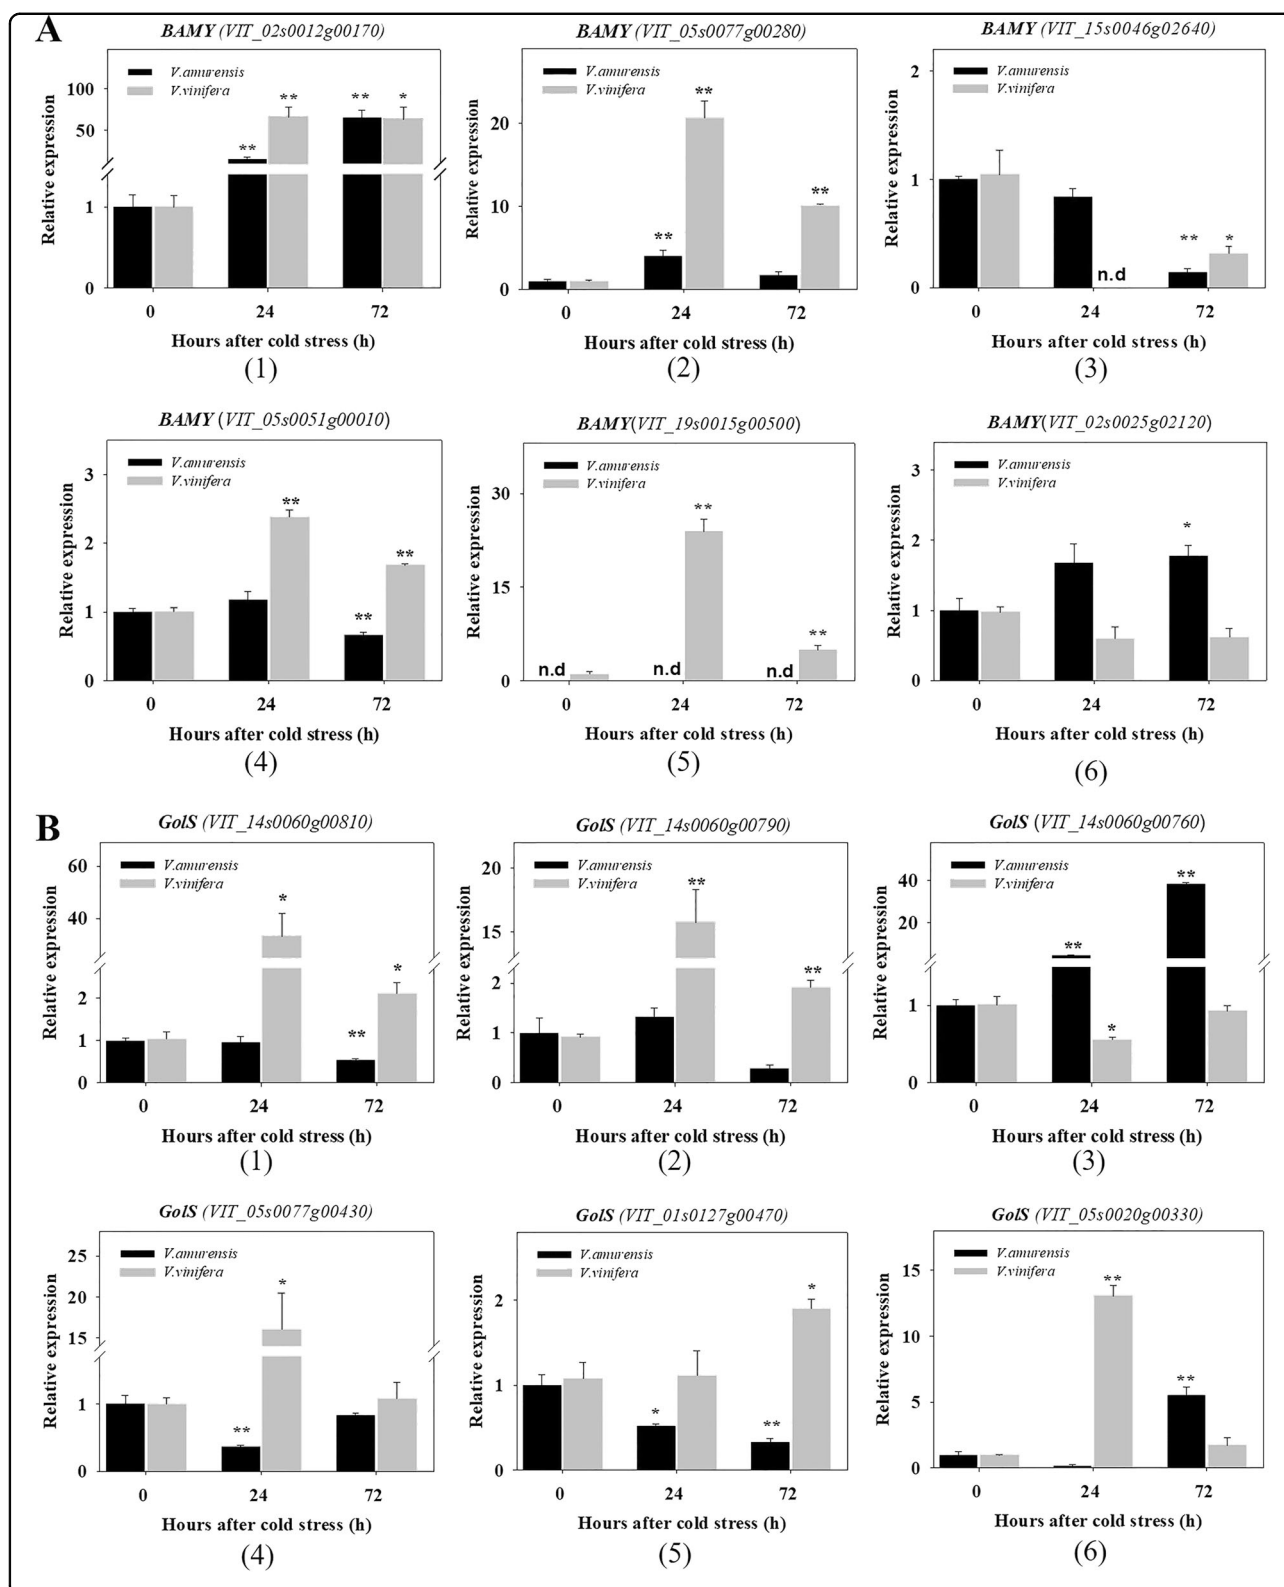 A
BAMY (VIT_02s0012g00170)
V.amurensis
V.vinifera
Relative expression
100
50
1
0
** ** ** *
0 24 72
Hours after cold stress (h)
(1)
BAMY (VIT_05s0077g00280)
V.amurensis
V.vinifera
Relative expression
20
10
0
** ** **
0 24 72
Hours after cold stress (h)
(2)
BAMY (VIT_15s0046g02640)
V.amurensis
V.vinifera
Relative expression
2
1
0
n.d ** *
0 24 72
Hours after cold stress (h)
(3)
BAMY (VIT_05s0051g00010)
V.amurensis
V.vinifera
Relative expression
3
2
1
0
** ** **
0 24 72
Hours after cold stress (h)
(4)
BAMY(VIT_19s0015g00500)
V.amurensis
V.vinifera
Relative expression
30
15
0
n.d n.d ** n.d **
0 24 72
Hours after cold stress (h)
(5)
BAMY(VIT_02s0025g02120)
V.amurensis
V.vinifera
Relative expression
3
2
1
0
*
0 24 72
Hours after cold stress (h)
(6)
B
GolS (VIT_14s0060g00810)
V.amurensis
V.vinifera
Relative expression
60
40
2
1
0
* ** *
0 24 72
Hours after cold stress (h)
(1)
GolS (VIT_14s0060g00790)
V.amurensis
V.vinifera
Relative expression
20
15
2
1
0
** **
0 24 72
Hours after cold stress (h)
(2)
GolS (VIT_14s0060g00760)
V.amurensis
V.vinifera
Relative expression
40
20
1
0
** * **
0 24 72
Hours after cold stress (h)
(3)
GolS (VIT_05s0077g00430)
V.amurensis
V.vinifera
Relative expression
25
20
15
1
0
** *
0 24 72
Hours after cold stress (h)
(4)
GolS (VIT_01s0127g00470)
V.amurensis
V.vinifera
Relative expression
2
1
0
* ** *
0 24 72
Hours after cold stress (h)
(5)
GolS (VIT_05s0020g00330)
V.amurensis
V.vinifera
Relative expression
15
10
5
0
** **
0 24 72
Hours after cold stress (h)
(6)